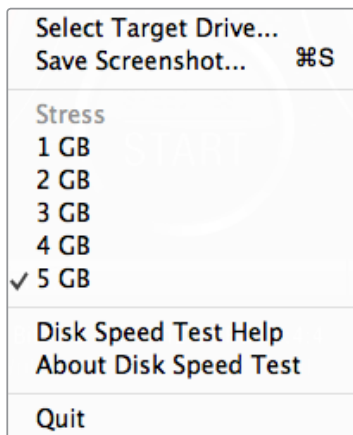 Select Target Drive...
Save Screenshot... ⌘S
Stress
1 GB
2 GB
3 GB
4 GB
✓ 5 GB
Disk Speed Test Help
About Disk Speed Test
Quit
START